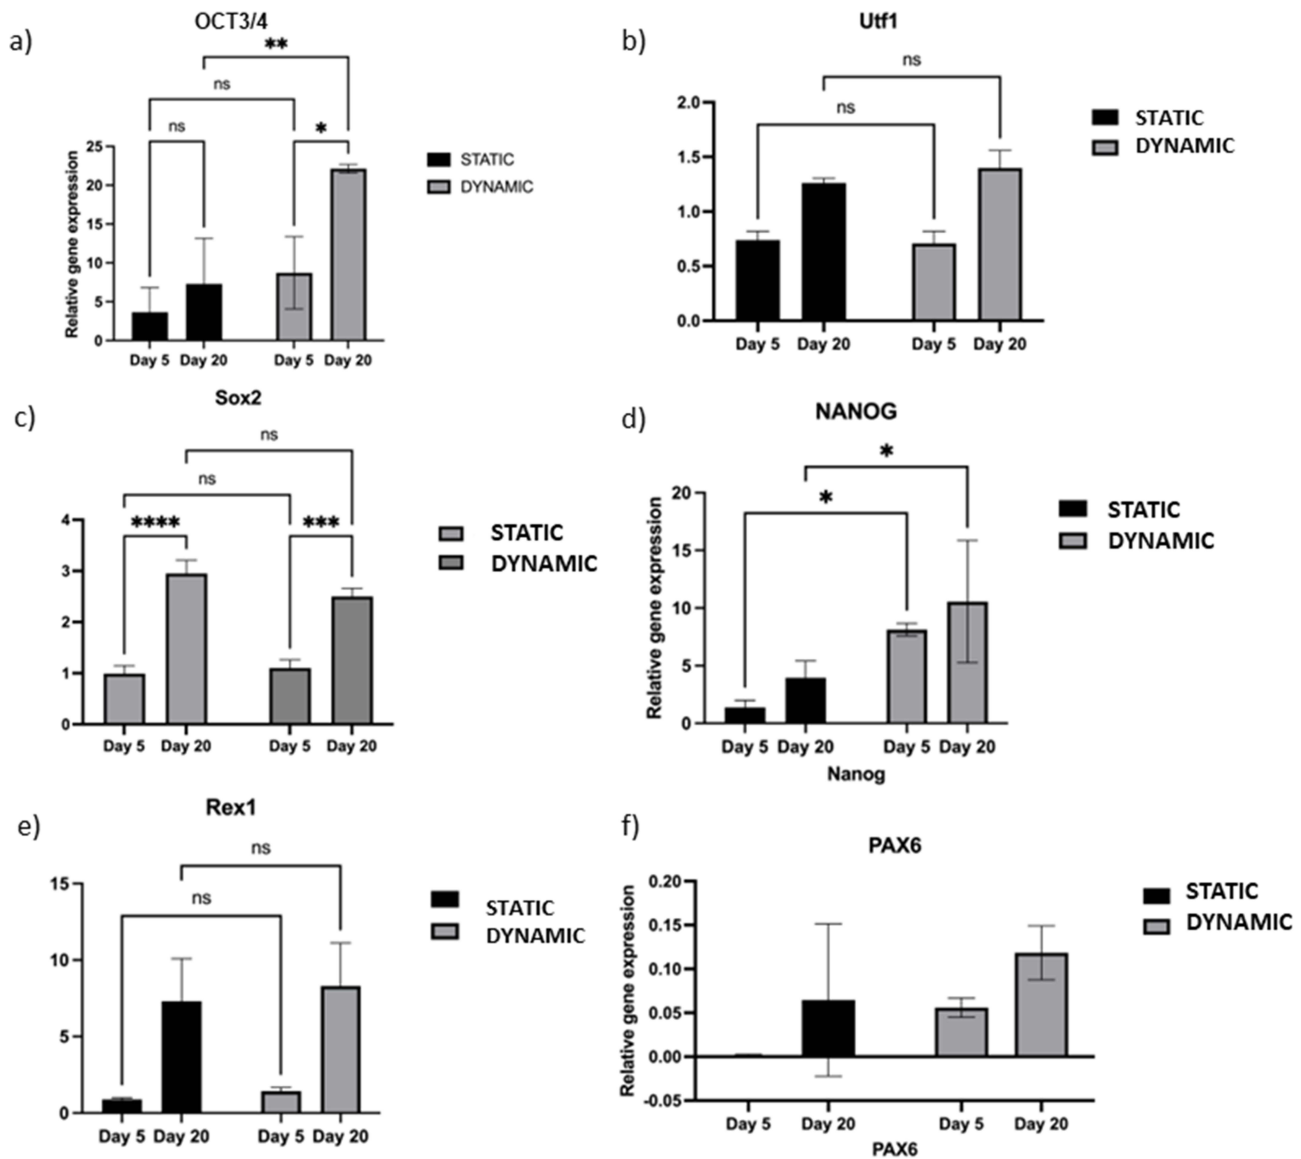 a)
OCT3/4
**
ns
ns
*
25
20
15
10
5
0
Relative gene expression
Day 5 Day 20 Day 5 Day 20
STATIC
DYNAMIC
b)
Utf1
ns
ns
2.0
1.5
1.0
0.5
0.0
Day 5 Day 20 Day 5 Day 20
STATIC
DYNAMIC
c)
Sox2
ns
ns
**** ***
4
3
2
1
0
Day 5 Day 20 Day 5 Day 20
STATIC
DYNAMIC
d)
NANOG
*
*
20
15
10
5
0
Relative gene expression
Day 5 Day 20 Day 5 Day 20
Nanog
STATIC
DYNAMIC
e)
Rex1
ns
ns
15
10
5
0
Day 5 Day 20 Day 5 Day 20
STATIC
DYNAMIC
f)
PAX6
0.20
0.15
0.10
0.05
0.00
-0.05
Relative gene expression
Day 5 Day 20 Day 5 Day 20
PAX6
STATIC
DYNAMIC